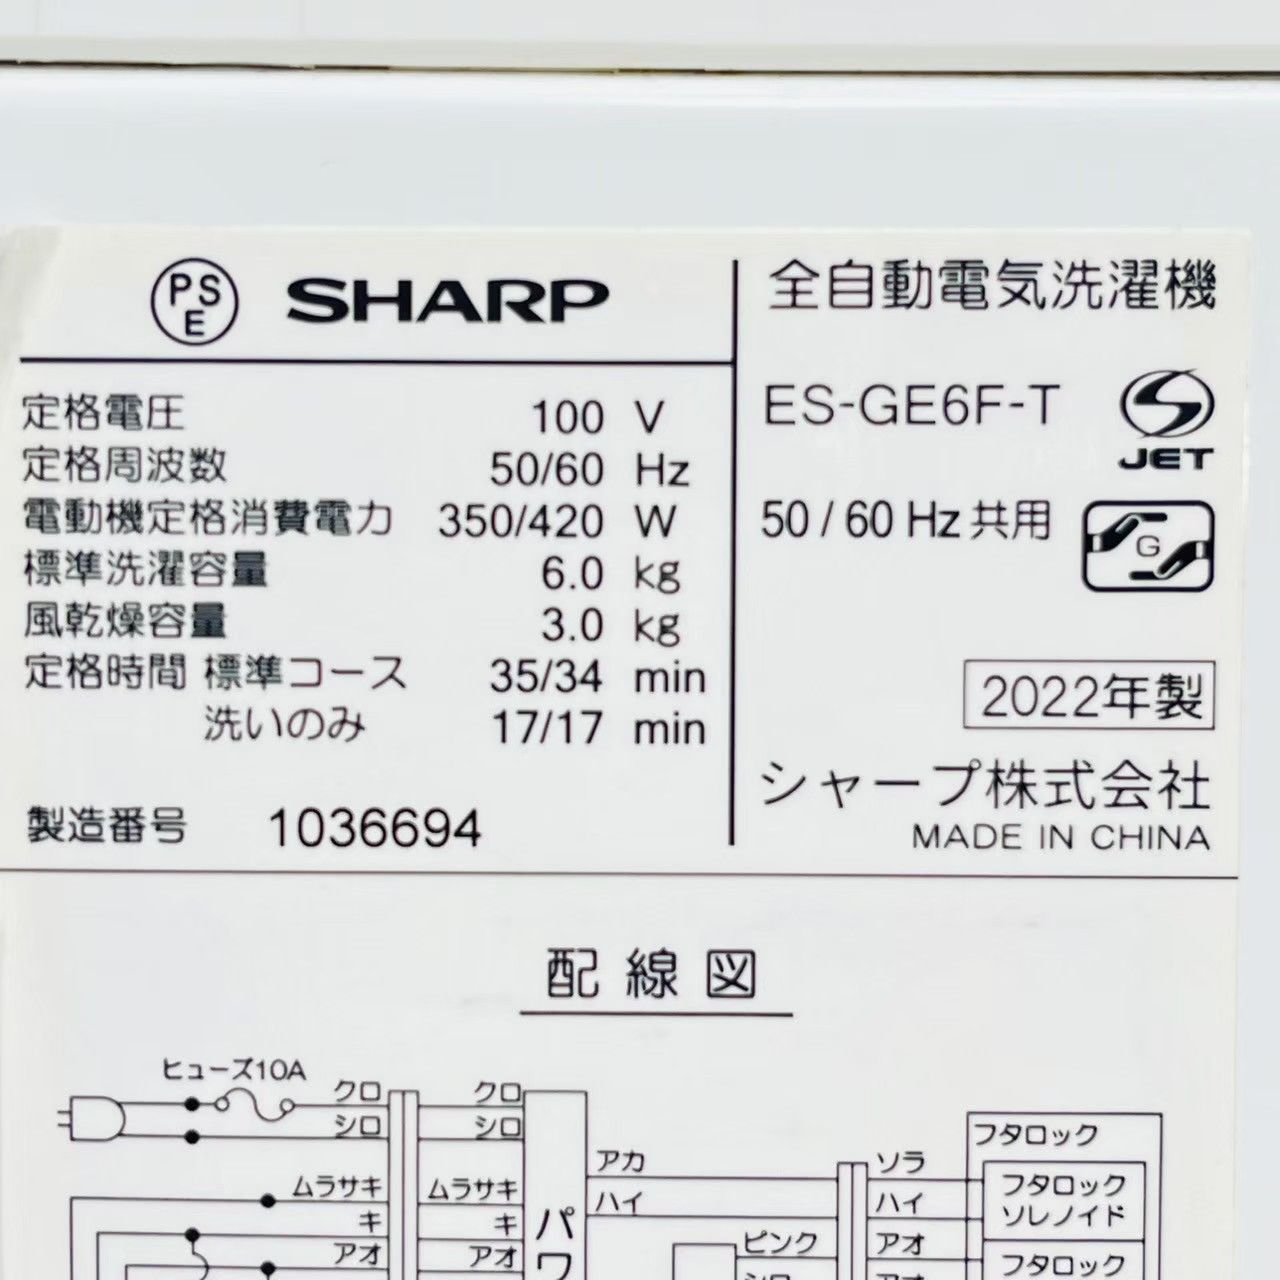 PSE SHARP
定格電圧 100 V
定格周波数 50/60 Hz
電動機定格消費電力 350/420 W
標準洗濯容量 6.0 kg
風乾燥容量 3.0 kg
定格時間 標準コース 35/34 min
洗いのみ 17/17 min
製造番号 1036694
全自動電気洗濯機
ES-GE6F-T
JET
50/60 Hz 共用
G
2022年製
シャープ株式会社
MADE IN CHINA
配線図
ヒューズ10A
クロ クロ
シロ シロ
フタロック
アカ ソラ
ムラサキ ムラサキ
フタロック
ハイ ハイ
ソレノイド
キ キ
パワ
アオ アオ
ピンク アオ
フタロック